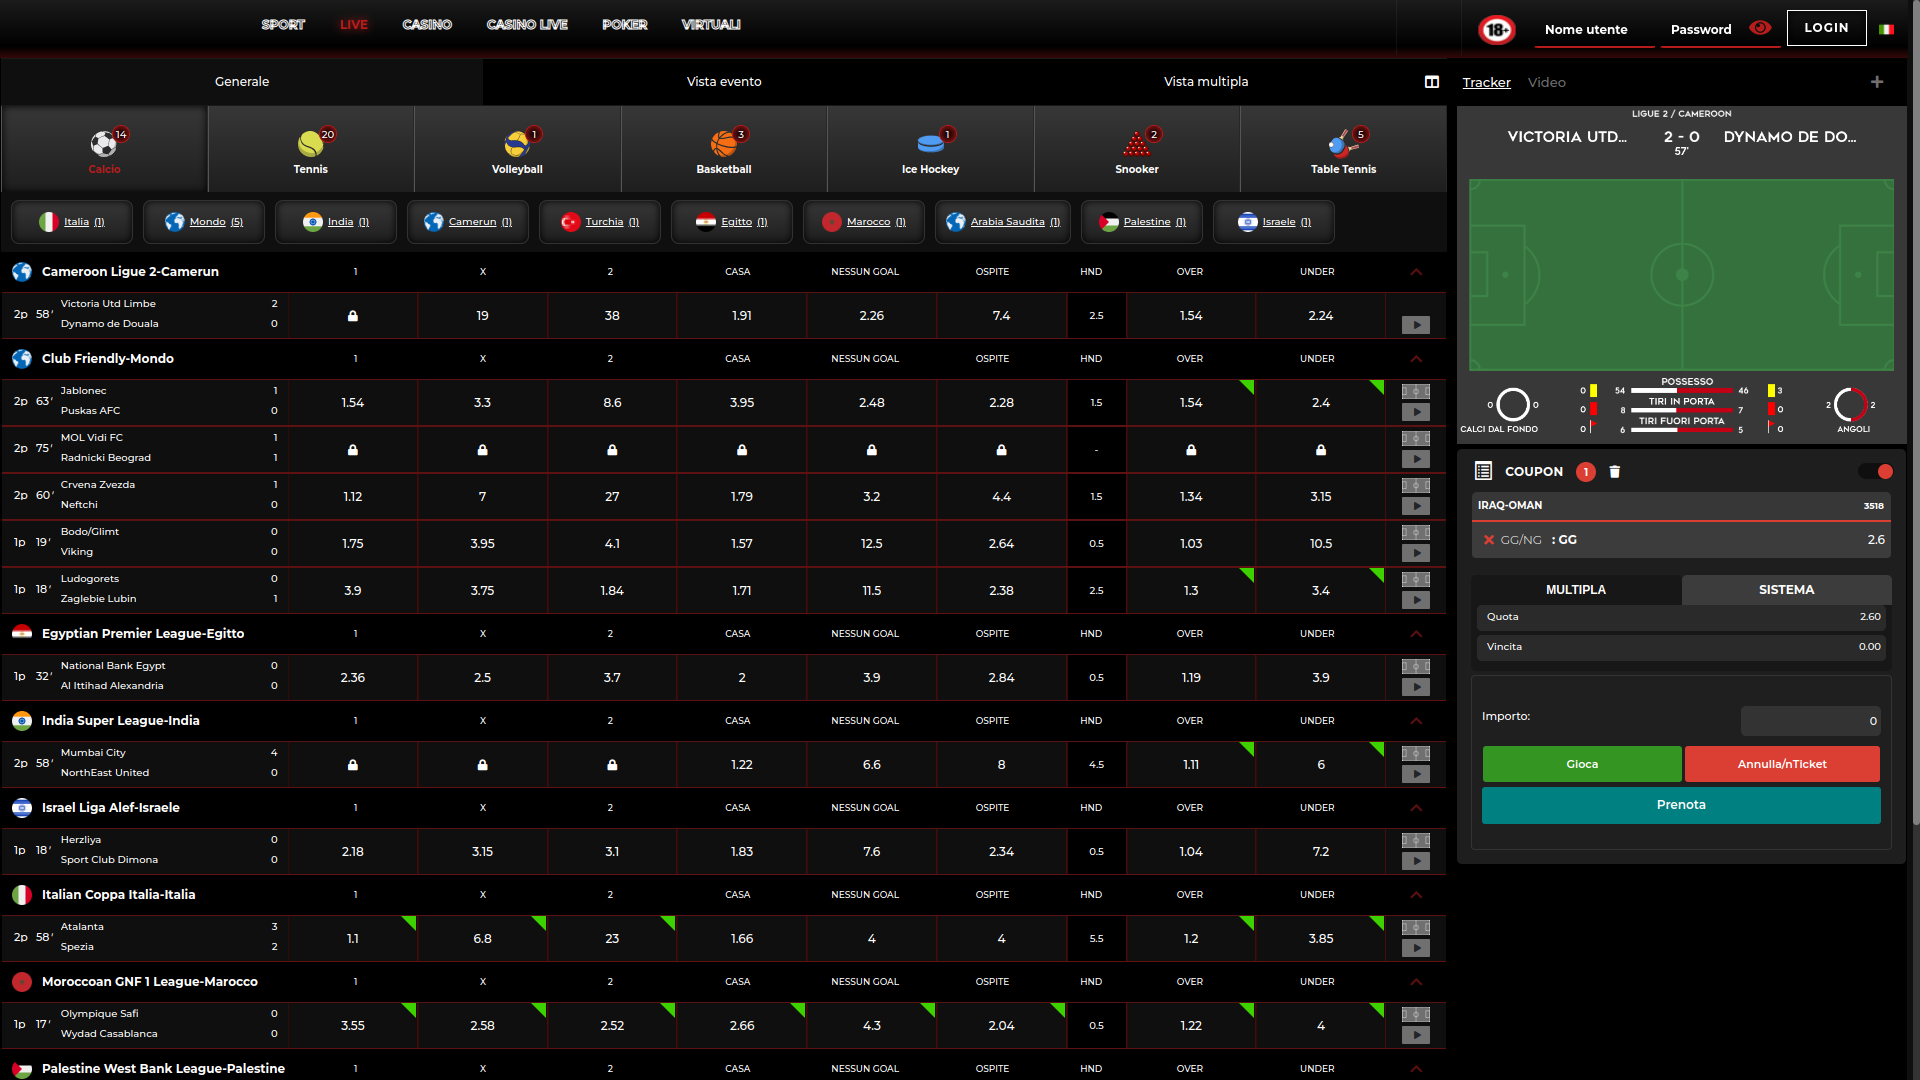 SPORT LIVE CASINO CASINO LIVE POKER VIRTUALI 18+ Nome utente Password LOGIN
Generale Vista evento Vista multipla
Tracker Video +
14 20 1 3 1 2 5
Calcio Tennis Volleyball Basketball Ice Hockey Snooker Table Tennis
Italia (1) Mondo (5) India (1) Camerun (1) Turchia (1) Egitto (1) Marocco (1) Arabia Saudita (1) Palestine (1) Israele (1)
Cameroon Ligue 2-Camerun 1 X 2 CASA NESSUN GOAL OSPITE HND OVER UNDER
2p 58' Victoria Utd Limbe 2
Dynamo de Douala 0
19 38 1.91 2.26 7.4 2.5 1.54 2.24
Club Friendly-Mondo 1 X 2 CASA NESSUN GOAL OSPITE HND OVER UNDER
2p 63' Jablonec 1
Puskas AFC 0
1.54 3.3 8.6 3.95 2.48 2.28 1.5 1.54 2.4
2p 75' MOL Vidi FC 1
Radnicki Beograd 1
-
2p 60' Crvena Zvezda 1
Neftchi 0
1.12 7 27 1.79 3.2 4.4 1.5 1.34 3.15
1p 19' Bodo/Glimt 0
Viking 0
1.75 3.95 4.1 1.57 12.5 2.64 0.5 1.03 10.5
1p 18' Ludogorets 0
Zaglebie Lubin 1
3.9 3.75 1.84 1.71 11.5 2.38 2.5 1.3 3.4
Egyptian Premier League-Egitto 1 X 2 CASA NESSUN GOAL OSPITE HND OVER UNDER
1p 32' National Bank Egypt 0
Al Ittihad Alexandria 0
2.36 2.5 3.7 2 3.9 2.84 0.5 1.19 3.9
India Super League-India 1 X 2 CASA NESSUN GOAL OSPITE HND OVER UNDER
2p 58' Mumbai City 4
NorthEast United 0
1.22 6.6 8 4.5 1.11 6
Israel Liga Alef-Israele 1 X 2 CASA NESSUN GOAL OSPITE HND OVER UNDER
1p 18' Herzliya 0
Sport Club Dimona 0
2.18 3.15 3.1 1.83 7.6 2.34 0.5 1.04 7.2
Italian Coppa Italia-Italia 1 X 2 CASA NESSUN GOAL OSPITE HND OVER UNDER
2p 58' Atalanta 3
Spezia 2
1.1 6.8 23 1.66 4 4 5.5 1.2 3.85
Moroccan GNF 1 League-Marocco 1 X 2 CASA NESSUN GOAL OSPITE HND OVER UNDER
1p 17' Olympique Safi 0
Wydad Casablanca 0
3.55 2.58 2.52 2.66 4.3 2.04 0.5 1.22 4
Palestine West Bank League-Palestine 1 X 2 CASA NESSUN GOAL OSPITE HND OVER UNDER
LIGUE 2 / CAMEROON
VICTORIA UTD... 2 - 0 DYNAMO DE DO...
57'
POSSESSO
0 54 46 3
TIRI IN PORTA
0 0 0 8 7 0 2 2
TIRI FUORI PORTA
CALCI DAL FONDO 0 6 5 0 ANGOLI
COUPON 1
IRAQ-OMAN 3518
GG/NG : GG 2.6
MULTIPLA SISTEMA
Quota 2.60
Vincita 0.00
Importo: 0
Gioca Annulla/nTicket
Prenota